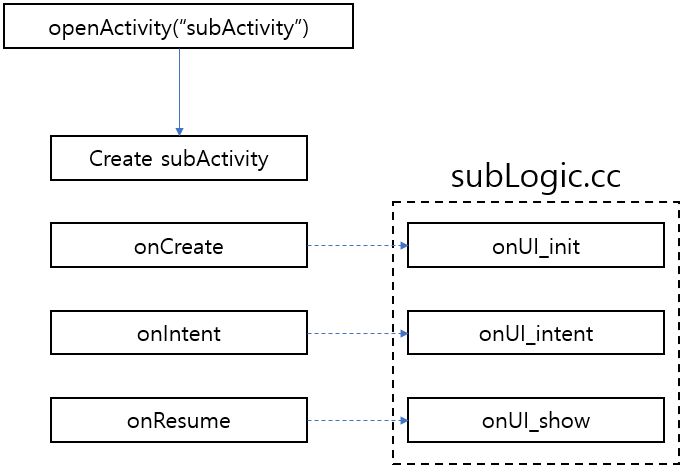 openActivity(“subActivity”)
Create subActivity
subLogic.cc
onCreate
onUI_init
onIntent
onUI_intent
onResume
onUI_show